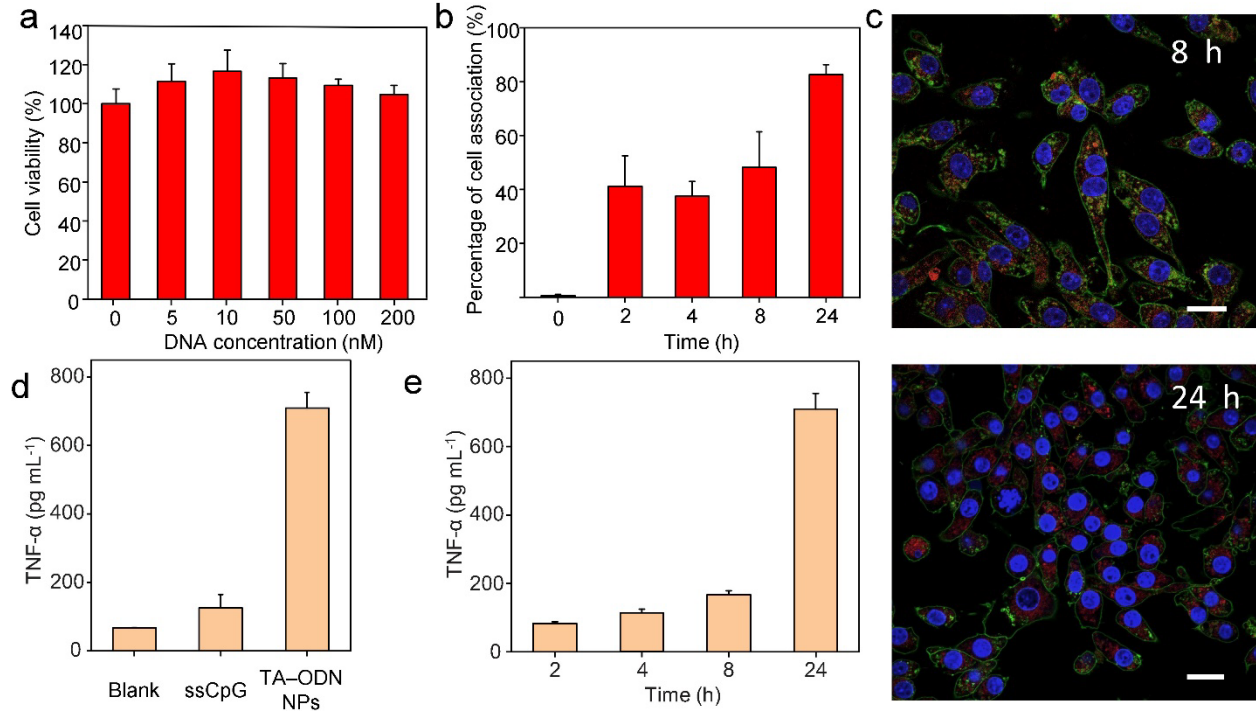 a
140
120
100
80
60
40
20
0
Cell viability (%)
0 5 10 50 100 200
DNA concentration (nM)
b
100
80
60
40
20
Percentage of cell association (%)
0 2 4 8 24
Time (h)
c
8 h
24 h
d
800
600
400
200
0
TNF-α (pg mL⁻¹)
Blank ssCpG TA–ODN
NPs
e
800
600
400
200
0
TNF-α (pg mL⁻¹)
2 4 8 24
Time (h)